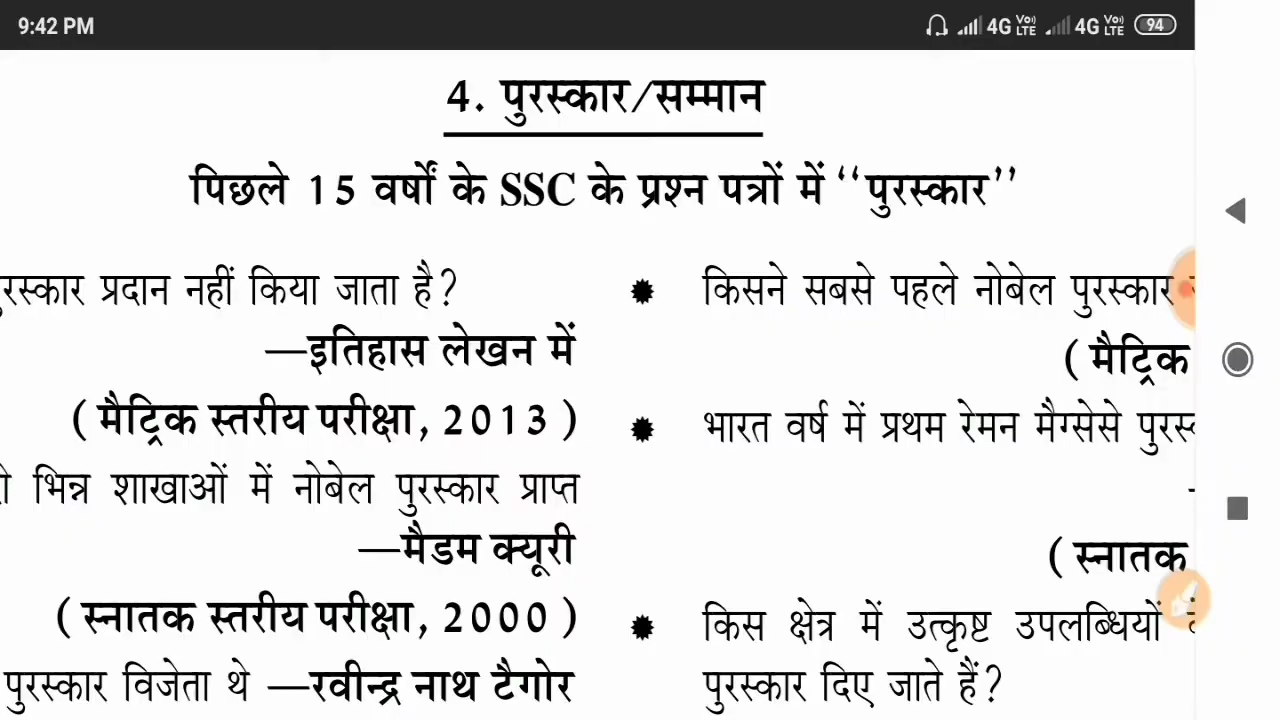 9:42 PM
4G VoLTE 4G VoLTE 94
4. पुरस्कार/सम्मान
पिछले 15 वर्षों के SSC के प्रश्न पत्रों में “पुरस्कार”
प्रदान नहीं किया जाता है?
—इतिहास लेखन में
( मैट्रिक स्तरीय परीक्षा, 2013 )
भिन्न शाखाओं में नोबेल पुरस्कार प्राप्त
—मैडम क्यूरी
( स्नातक स्तरीय परीक्षा, 2000 )
पुरस्कार विजेता थे —रवीन्द्र नाथ टैगोर
किसने सबसे पहले नोबेल पुरस्कार
( मैट्रिक
भारत वर्ष में प्रथम रेमन मैग्सेसे
( स्नातक
किस क्षेत्र में उत्कृष्ट उपलब्धियों
पुरस्कार दिए जाते हैं?